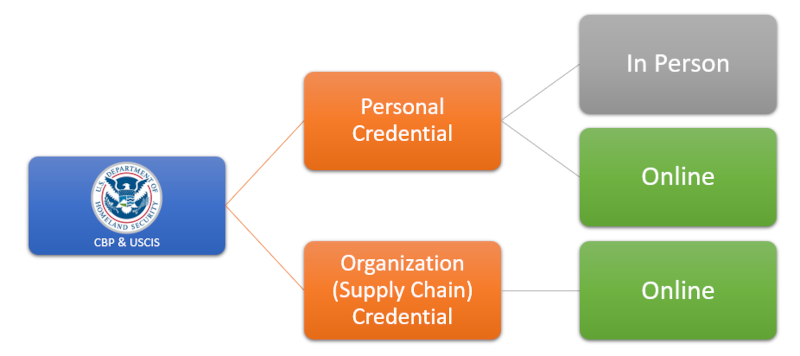 U.S. DEPARTMENT OF
HOMELAND SECURITY
CBP & USCIS
Personal
Credential
In Person
Online
Organization
(Supply Chain)
Credential
Online